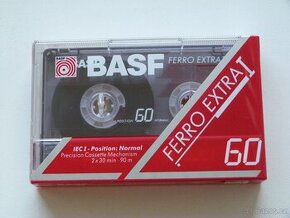 BASF
FERRO EXTRA I
60
FERRO EXTRA I
IEC I - Position: Normal
Precision Cassette Mechanism
2 x 30 min · 90 m
60